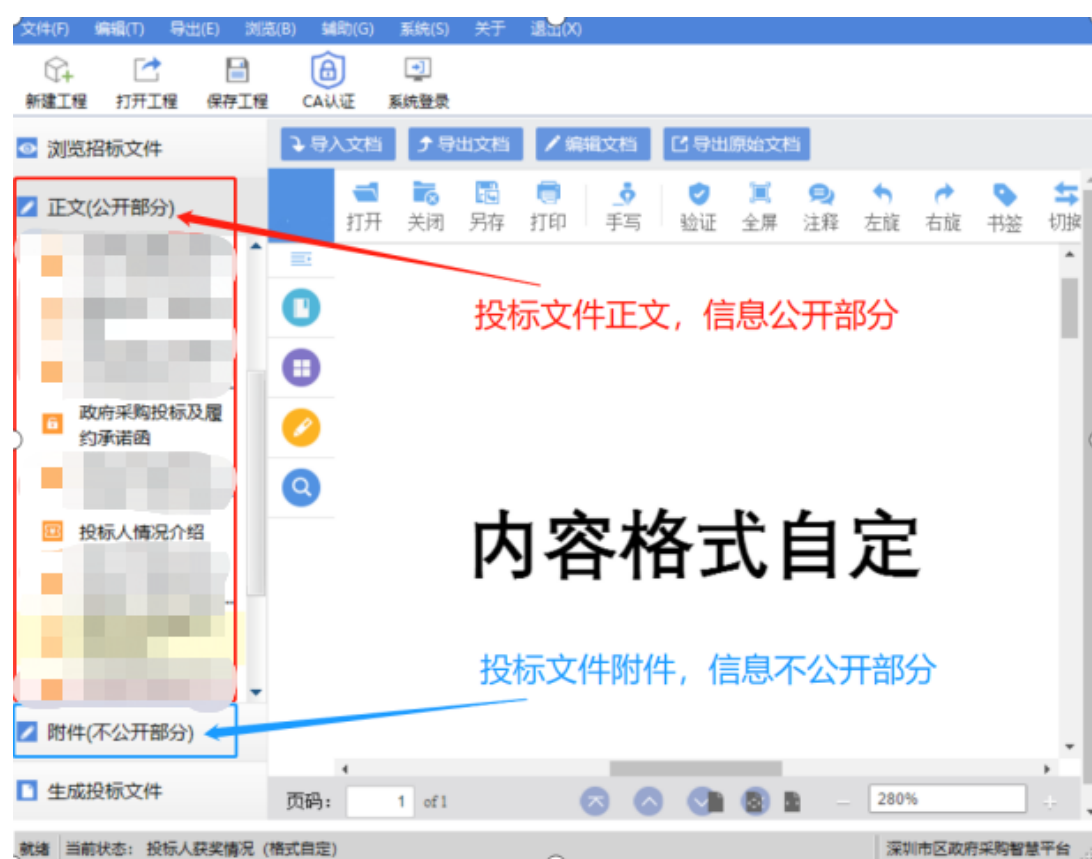 文件(F) 编辑(T) 导出(E) 浏览(B) 辅助(G) 系统(S) 关于 退出(X)
新建工程 打开工程 保存工程 CA认证 系统登录
浏览招标文件
导入文档 导出文档 编辑文档 导出原始文档
正文(公开部分)
打开 关闭 另存 打印 手写 验证 全屏 注释 左旋 右旋 书签 切换
投标文件正文，信息公开部分
政府采购投标及履
约承诺函
投标人情况介绍
内容格式自定
投标文件附件，信息不公开部分
附件(不公开部分)
生成投标文件
页码: 1 of 1 280%
就绪 当前状态: 投标人获奖情况 (格式自定) 深圳市区政府采购智慧平台